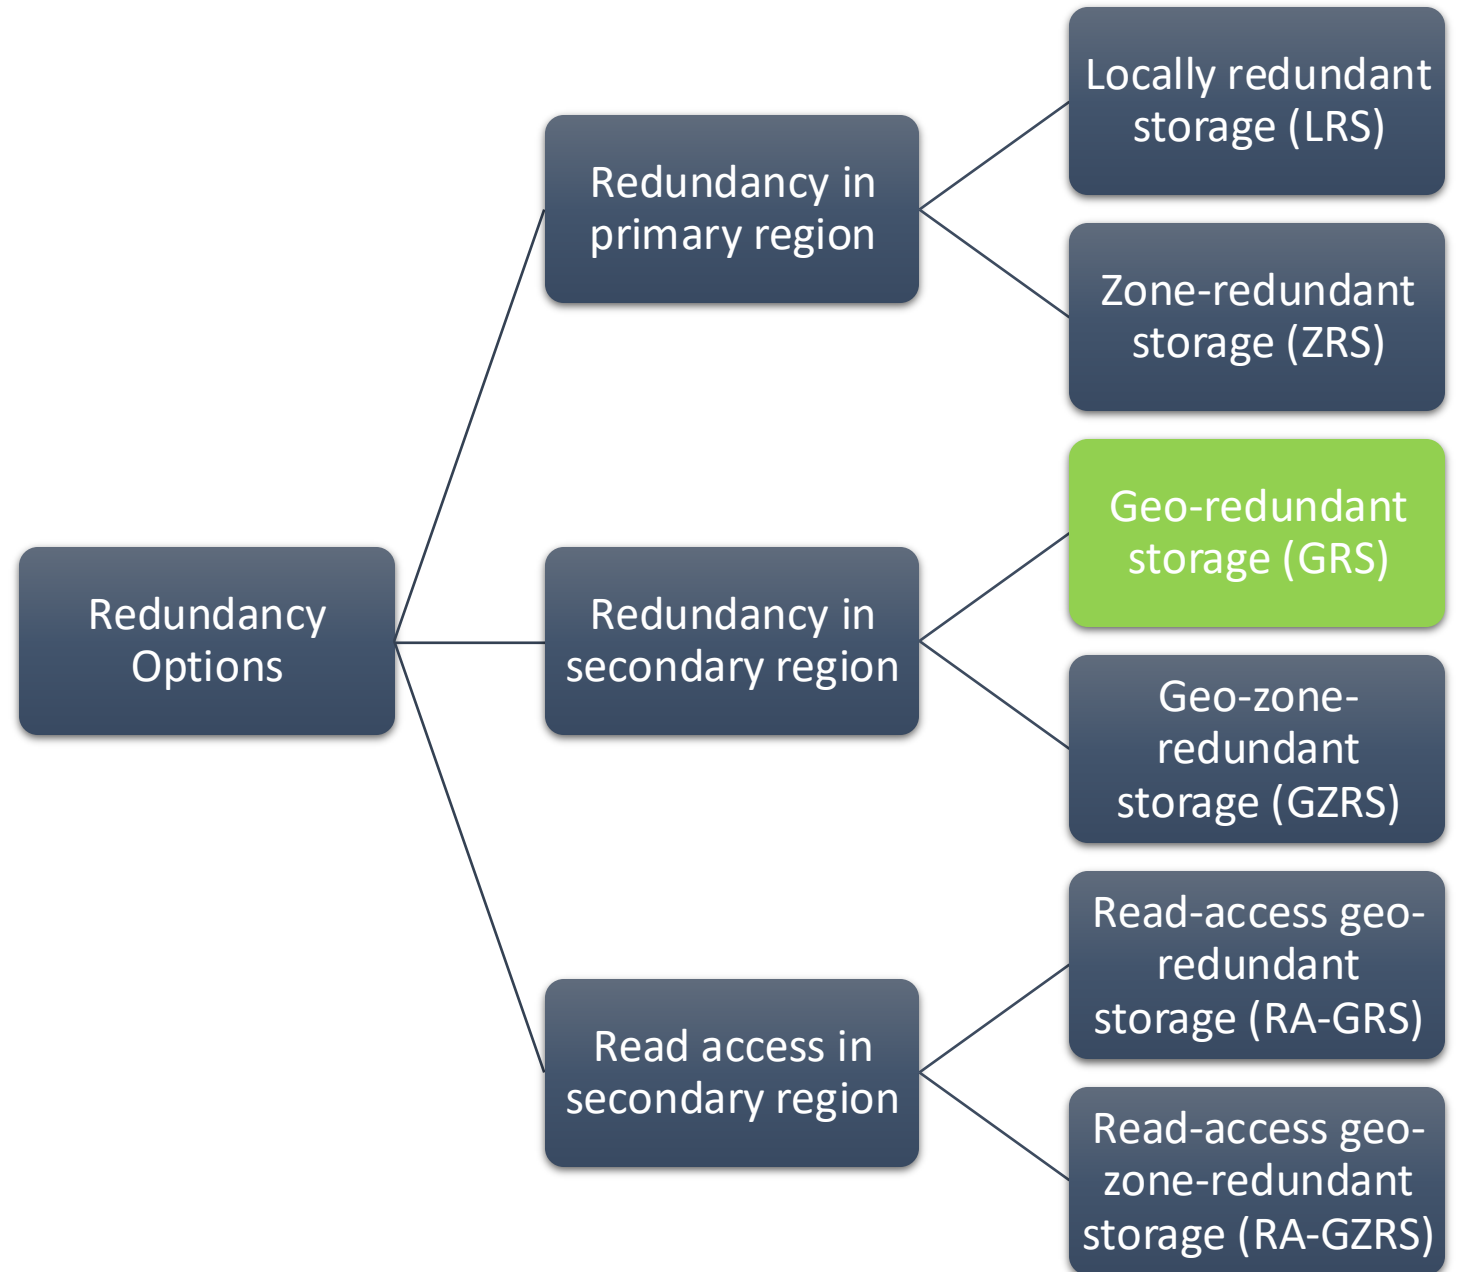 Redundancy
Options
Redundancy in
primary region
Locally redundant
storage (LRS)
Zone-redundant
storage (ZRS)
Redundancy in
secondary region
Geo-redundant
storage (GRS)
Geo-zone-
redundant
storage (GZRS)
Read access in
secondary region
Read-access geo-
redundant
storage (RA-GRS)
Read-access geo-
zone-redundant
storage (RA-GZRS)